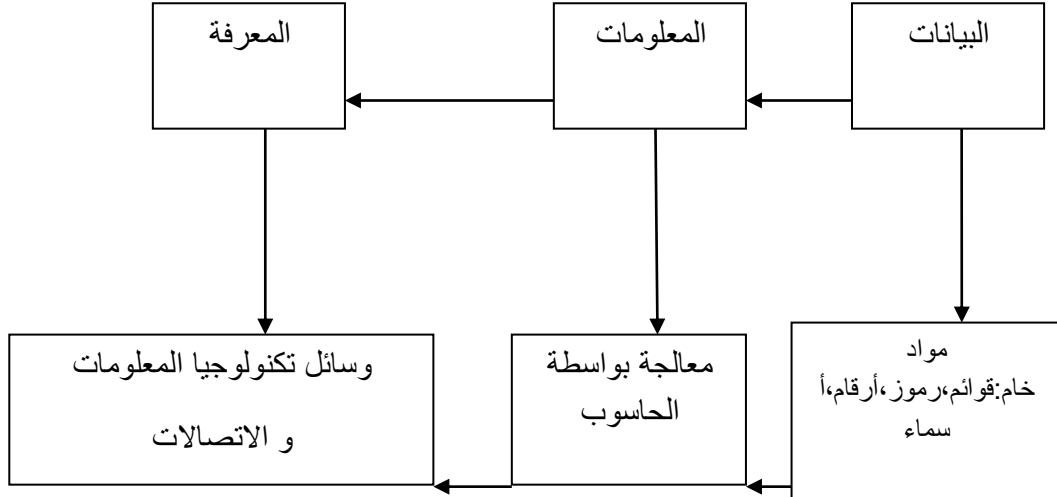 البيانات
المعلومات
المعرفة
مواد
خام:قوائم،رموز،أرقام،أ
سماء
معالجة بواسطة
الحاسوب
وسائل تكنولوجيا المعلومات
و الاتصالات